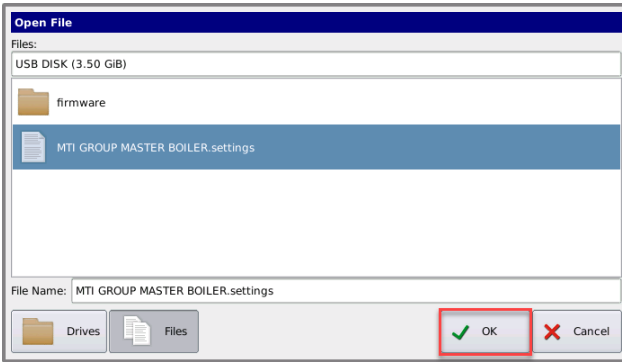 Open File
Files:
USB DISK (3.50 GiB)
firmware
MTI GROUP MASTER BOILER.settings
File Name: MTI GROUP MASTER BOILER.settings
Drives Files OK Cancel